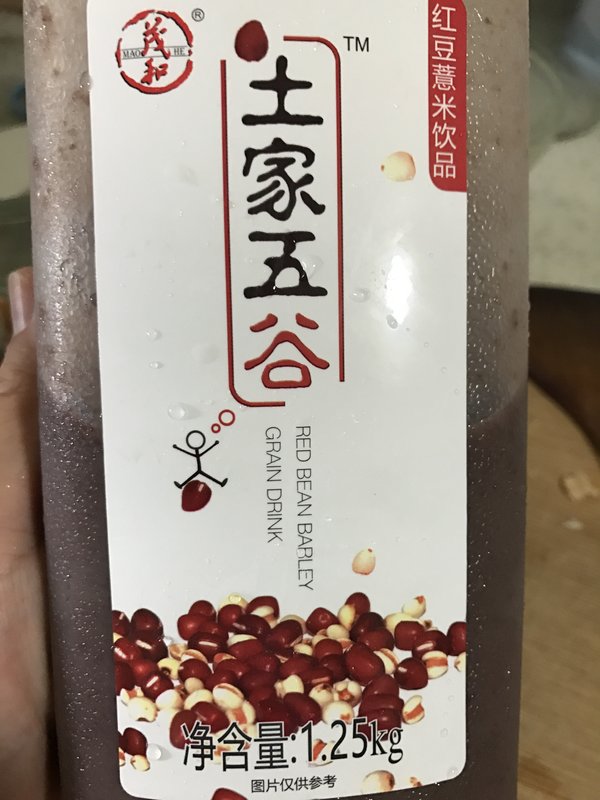 茂和
MAO HE
®
土家五谷
TM
红豆薏米饮品
RED BEAN BARLEY
GRAIN DRINK
净含量:1.25kg
图片仅供参考